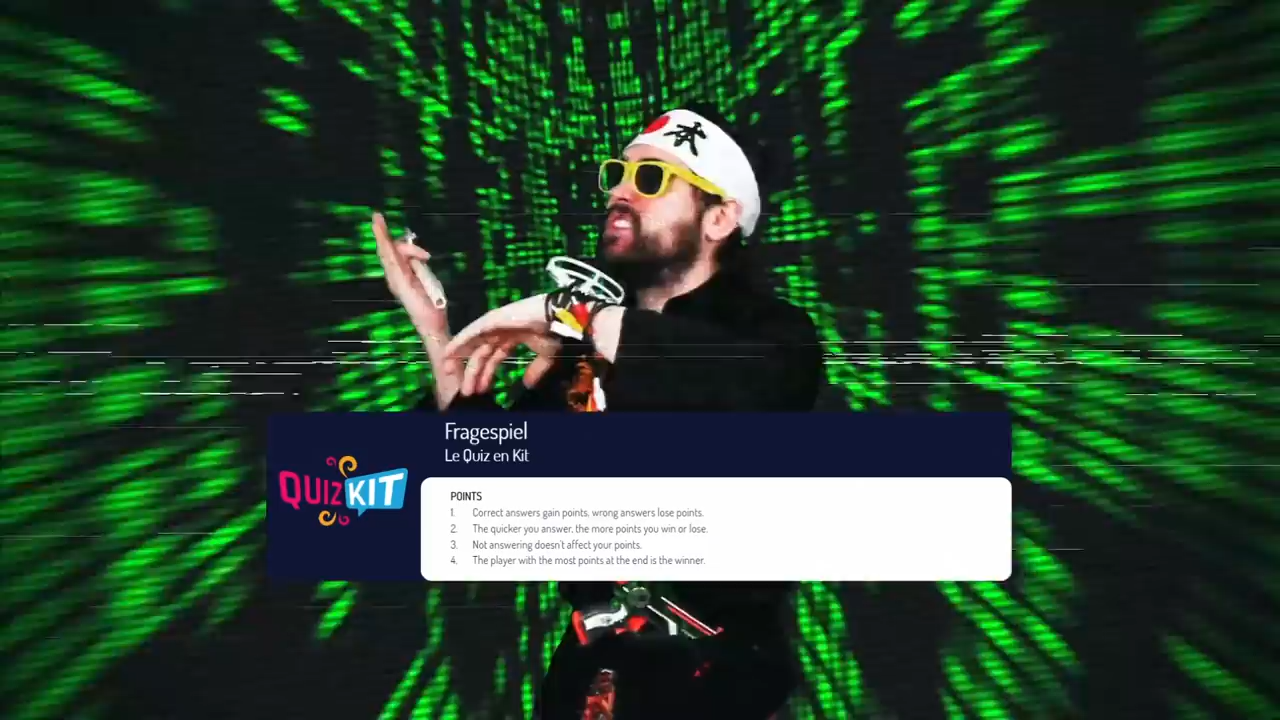 Fragespiel
Le Quiz en Kit
QUIZKIT
POINTS
1. Correct answers gain points, wrong answers lose points.
2. The quicker you answer, the more points you win or lose.
3. Not answering doesn't affect your points.
4. The player with the most points at the end is the winner.